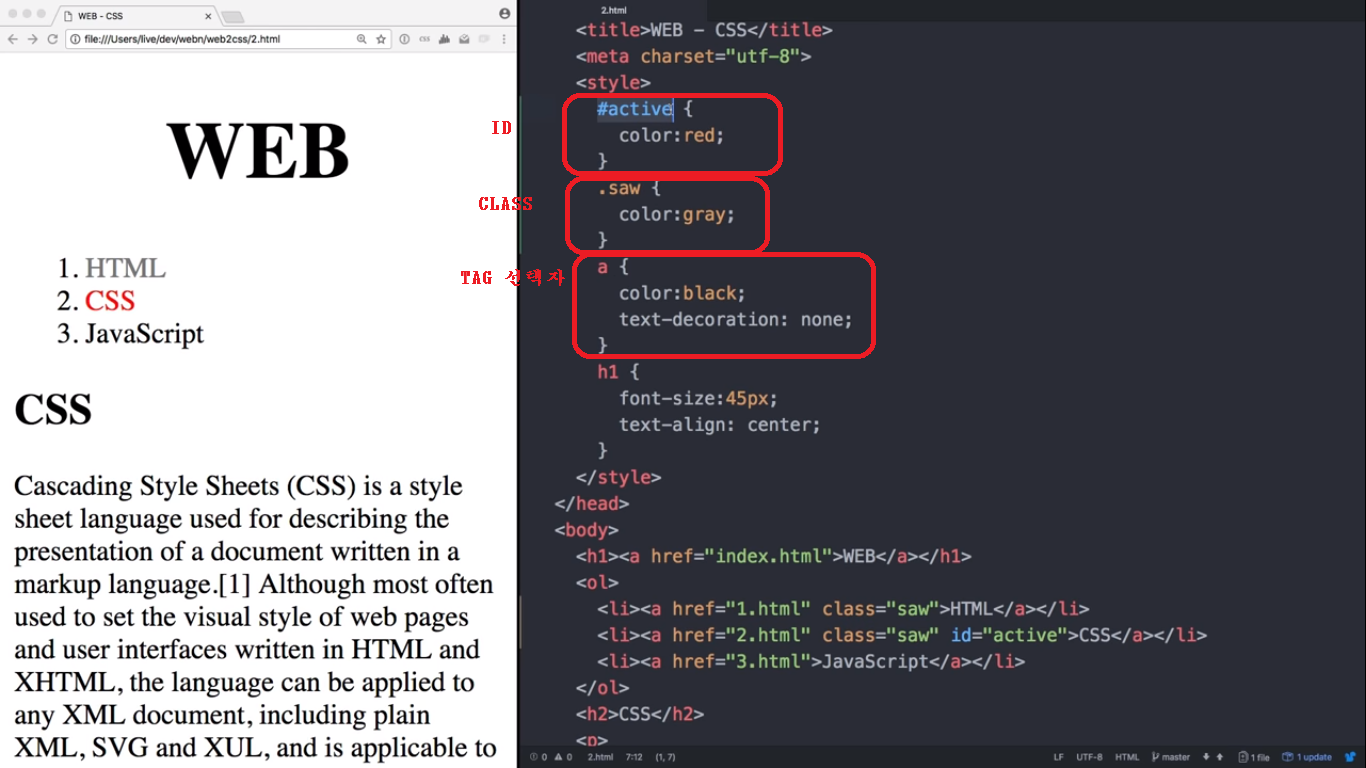 WEB - CSS
file:///Users/live/dev/webn/web2css/2.html
WEB
1. HTML
2. CSS
3. JavaScript
CSS
Cascading Style Sheets (CSS) is a style
sheet language used for describing the
presentation of a document written in a
markup language.[1] Although most often
used to set the visual style of web pages
and user interfaces written in HTML and
XHTML, the language can be applied to
any XML document, including plain
XML, SVG and XUL, and is applicable to
ID
CLASS
TAG 선택자
2.html
<title>WEB - CSS</title>
<meta charset="utf-8">
<style>
#active {
color:red;
}
.saw {
color:gray;
}
a {
color:black;
text-decoration: none;
}
h1 {
font-size:45px;
text-align: center;
}
</style>
</head>
<body>
<h1><a href="index.html">WEB</a></h1>
<ol>
<li><a href="1.html" class="saw">HTML</a></li>
<li><a href="2.html" class="saw" id="active">CSS</a></li>
<li><a href="3.html">JavaScript</a></li>
</ol>
<h2>CSS</h2>
<p>
0 0 2.html 7:12 (1, 7) LF UTF-8 HTML master 1 file 1 update